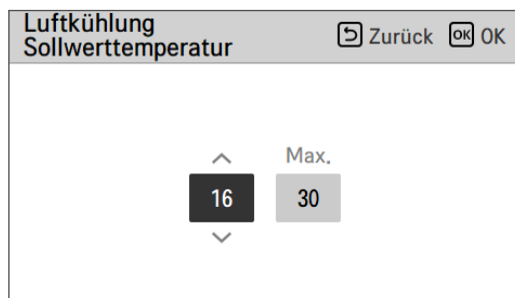 Luftkühlung
Sollwerttemperatur
Zurück OK OK
Max.
16 30